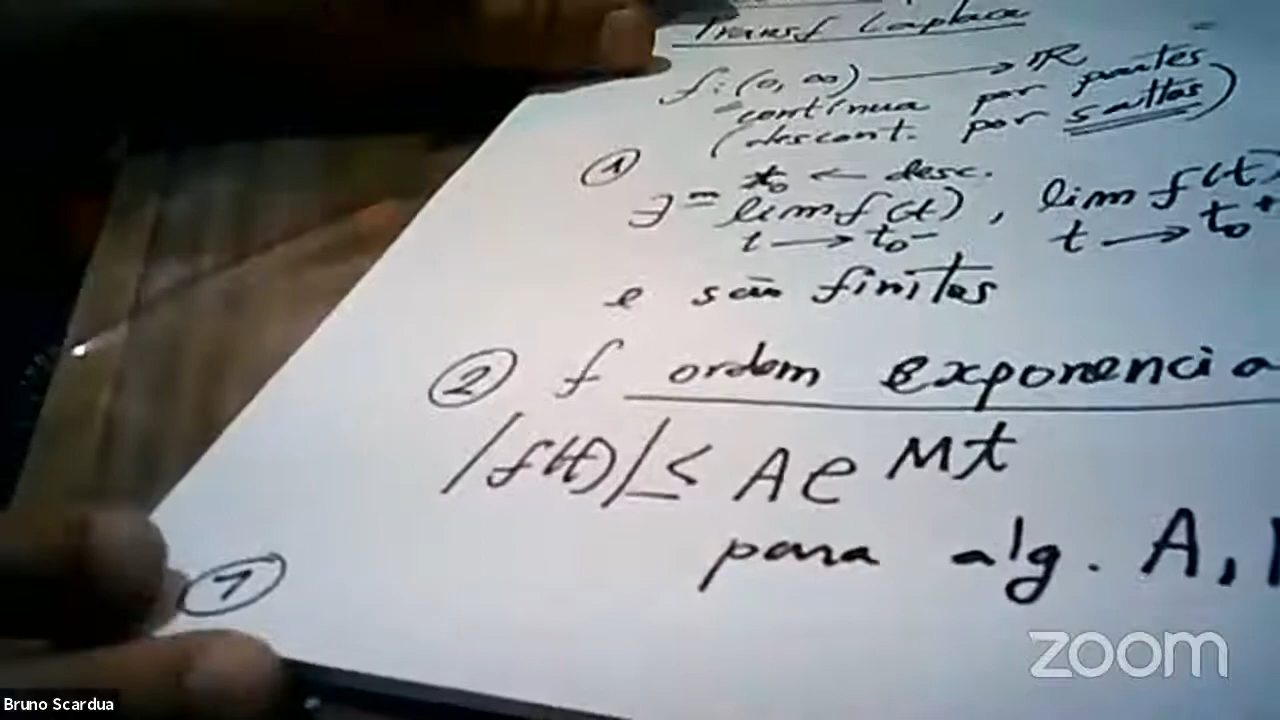 Transf Laplace
f: (0, ∞) → ℝ
contínua por partes
(descont. por saltos)
① t₀ ← desc.
∃ lim f(t), lim f(t)
t → t₀⁻ t → t₀⁺
e são finitos
② f ordem exponencia
|f(t)| ≤ A e^{Mt}
para alg. A,
①
zoom
Bruno Scardua